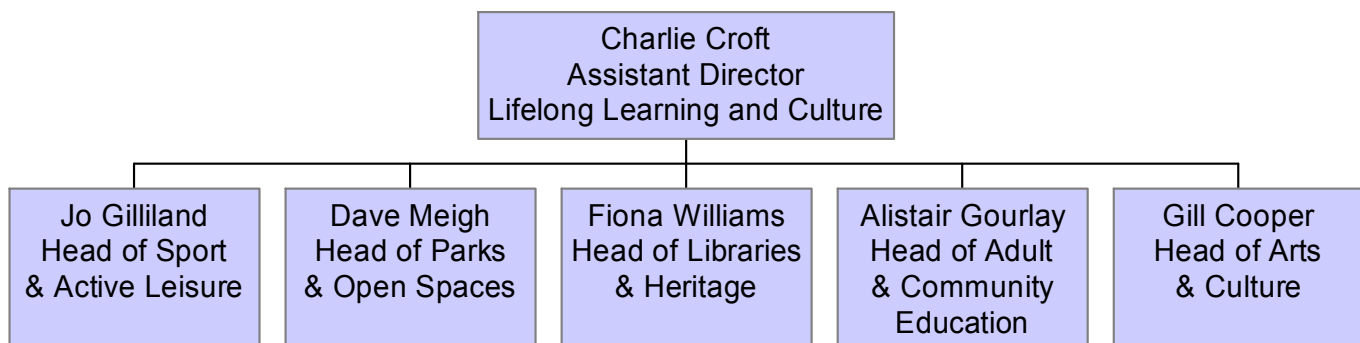 Charlie Croft
Assistant Director
Lifelong Learning and Culture
Jo Gilliland
Head of Sport
& Active Leisure
Dave Meigh
Head of Parks
& Open Spaces
Fiona Williams
Head of Libraries
& Heritage
Alistair Gourlay
Head of Adult
& Community
Education
Gill Cooper
Head of Arts
& Culture